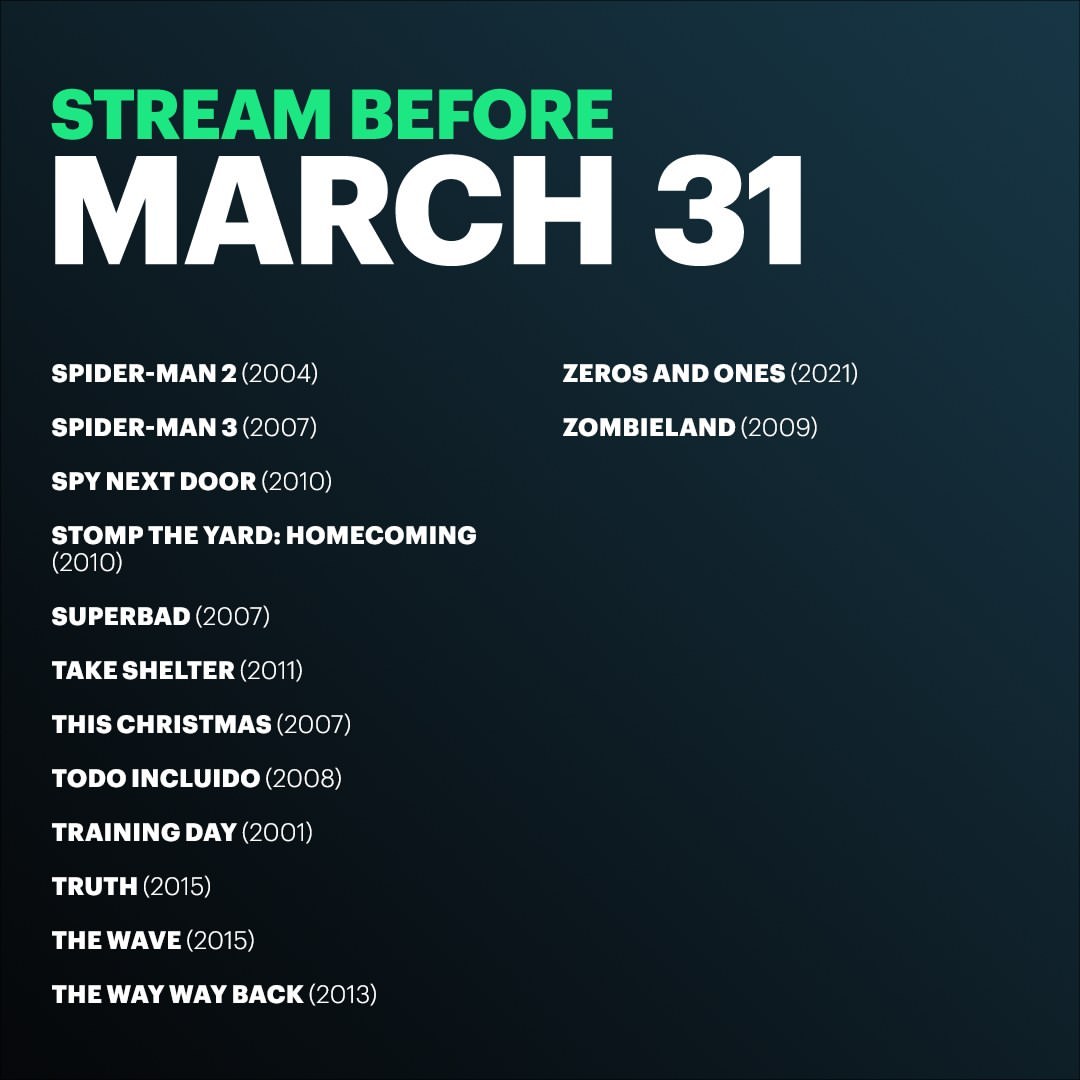 STREAM BEFORE
MARCH 31
SPIDER-MAN 2 (2004)
SPIDER-MAN 3 (2007)
SPY NEXT DOOR (2010)
STOMP THE YARD: HOMECOMING
(2010)
SUPERBAD (2007)
TAKE SHELTER (2011)
THIS CHRISTMAS (2007)
TODO INCLUIDO (2008)
TRAINING DAY (2001)
TRUTH (2015)
THE WAVE (2015)
THE WAY WAY BACK (2013)
ZEROS AND ONES (2021)
ZOMBIELAND (2009)